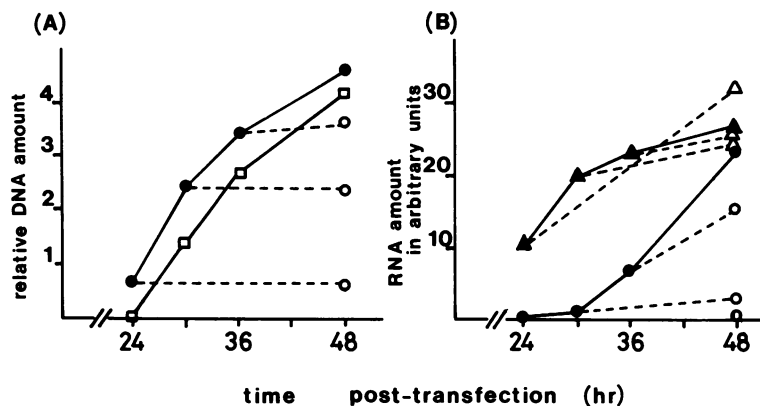 (A)
relative DNA amount
4
3
2
1
24
36
48
(B)
RNA amount
in arbitrary units
30
20
10
24
36
48
time post-transfection (hr)